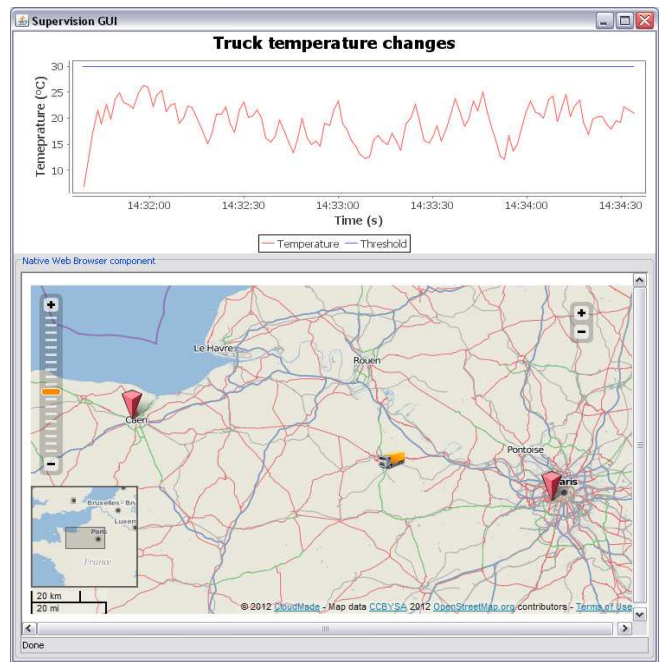 Supervision GUI
Truck temperature changes
Temeprature (°C)
30
25
20
15
10
14:32:00 14:32:30 14:33:00 14:33:30 14:34:00 14:34:30
Time (s)
Temperature Threshold
Native Web Browser component
Le Havre
Rouen
Caen
Pontoise
Paris
Bruxelles - Bru
Luxem
Paris
France
20 km
20 mi
© 2012 CloudMade - Map data CCBYSA 2012 OpenStreetMap.org contributors - Terms of Use
Done